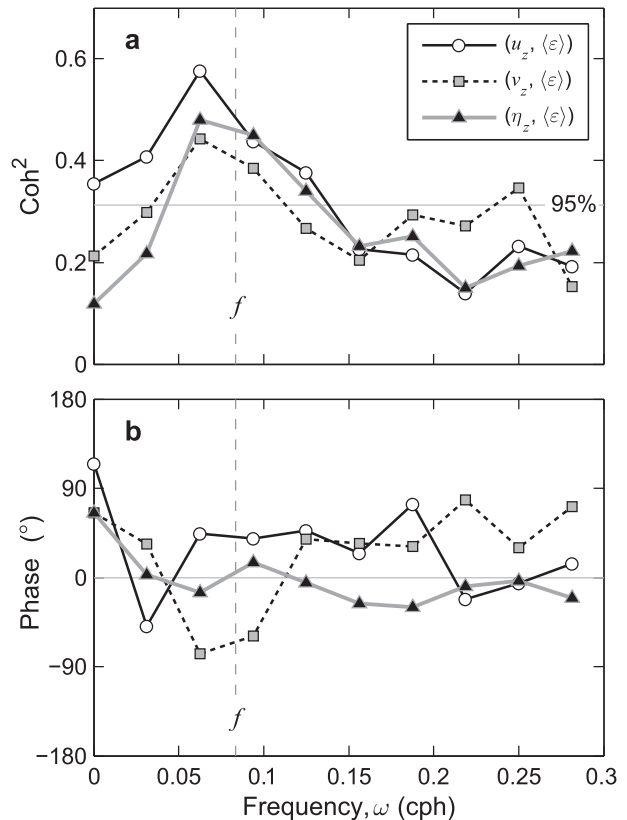 a
(u_z, ⟨ε⟩)
(v_z, ⟨ε⟩)
(η_z, ⟨ε⟩)
0.6
0.4
0.2
0
Coh²
95%
f
b
180
90
0
−90
−180
Phase (°)
f
0 0.05 0.1 0.15 0.2 0.25 0.3
Frequency, ω (cph)